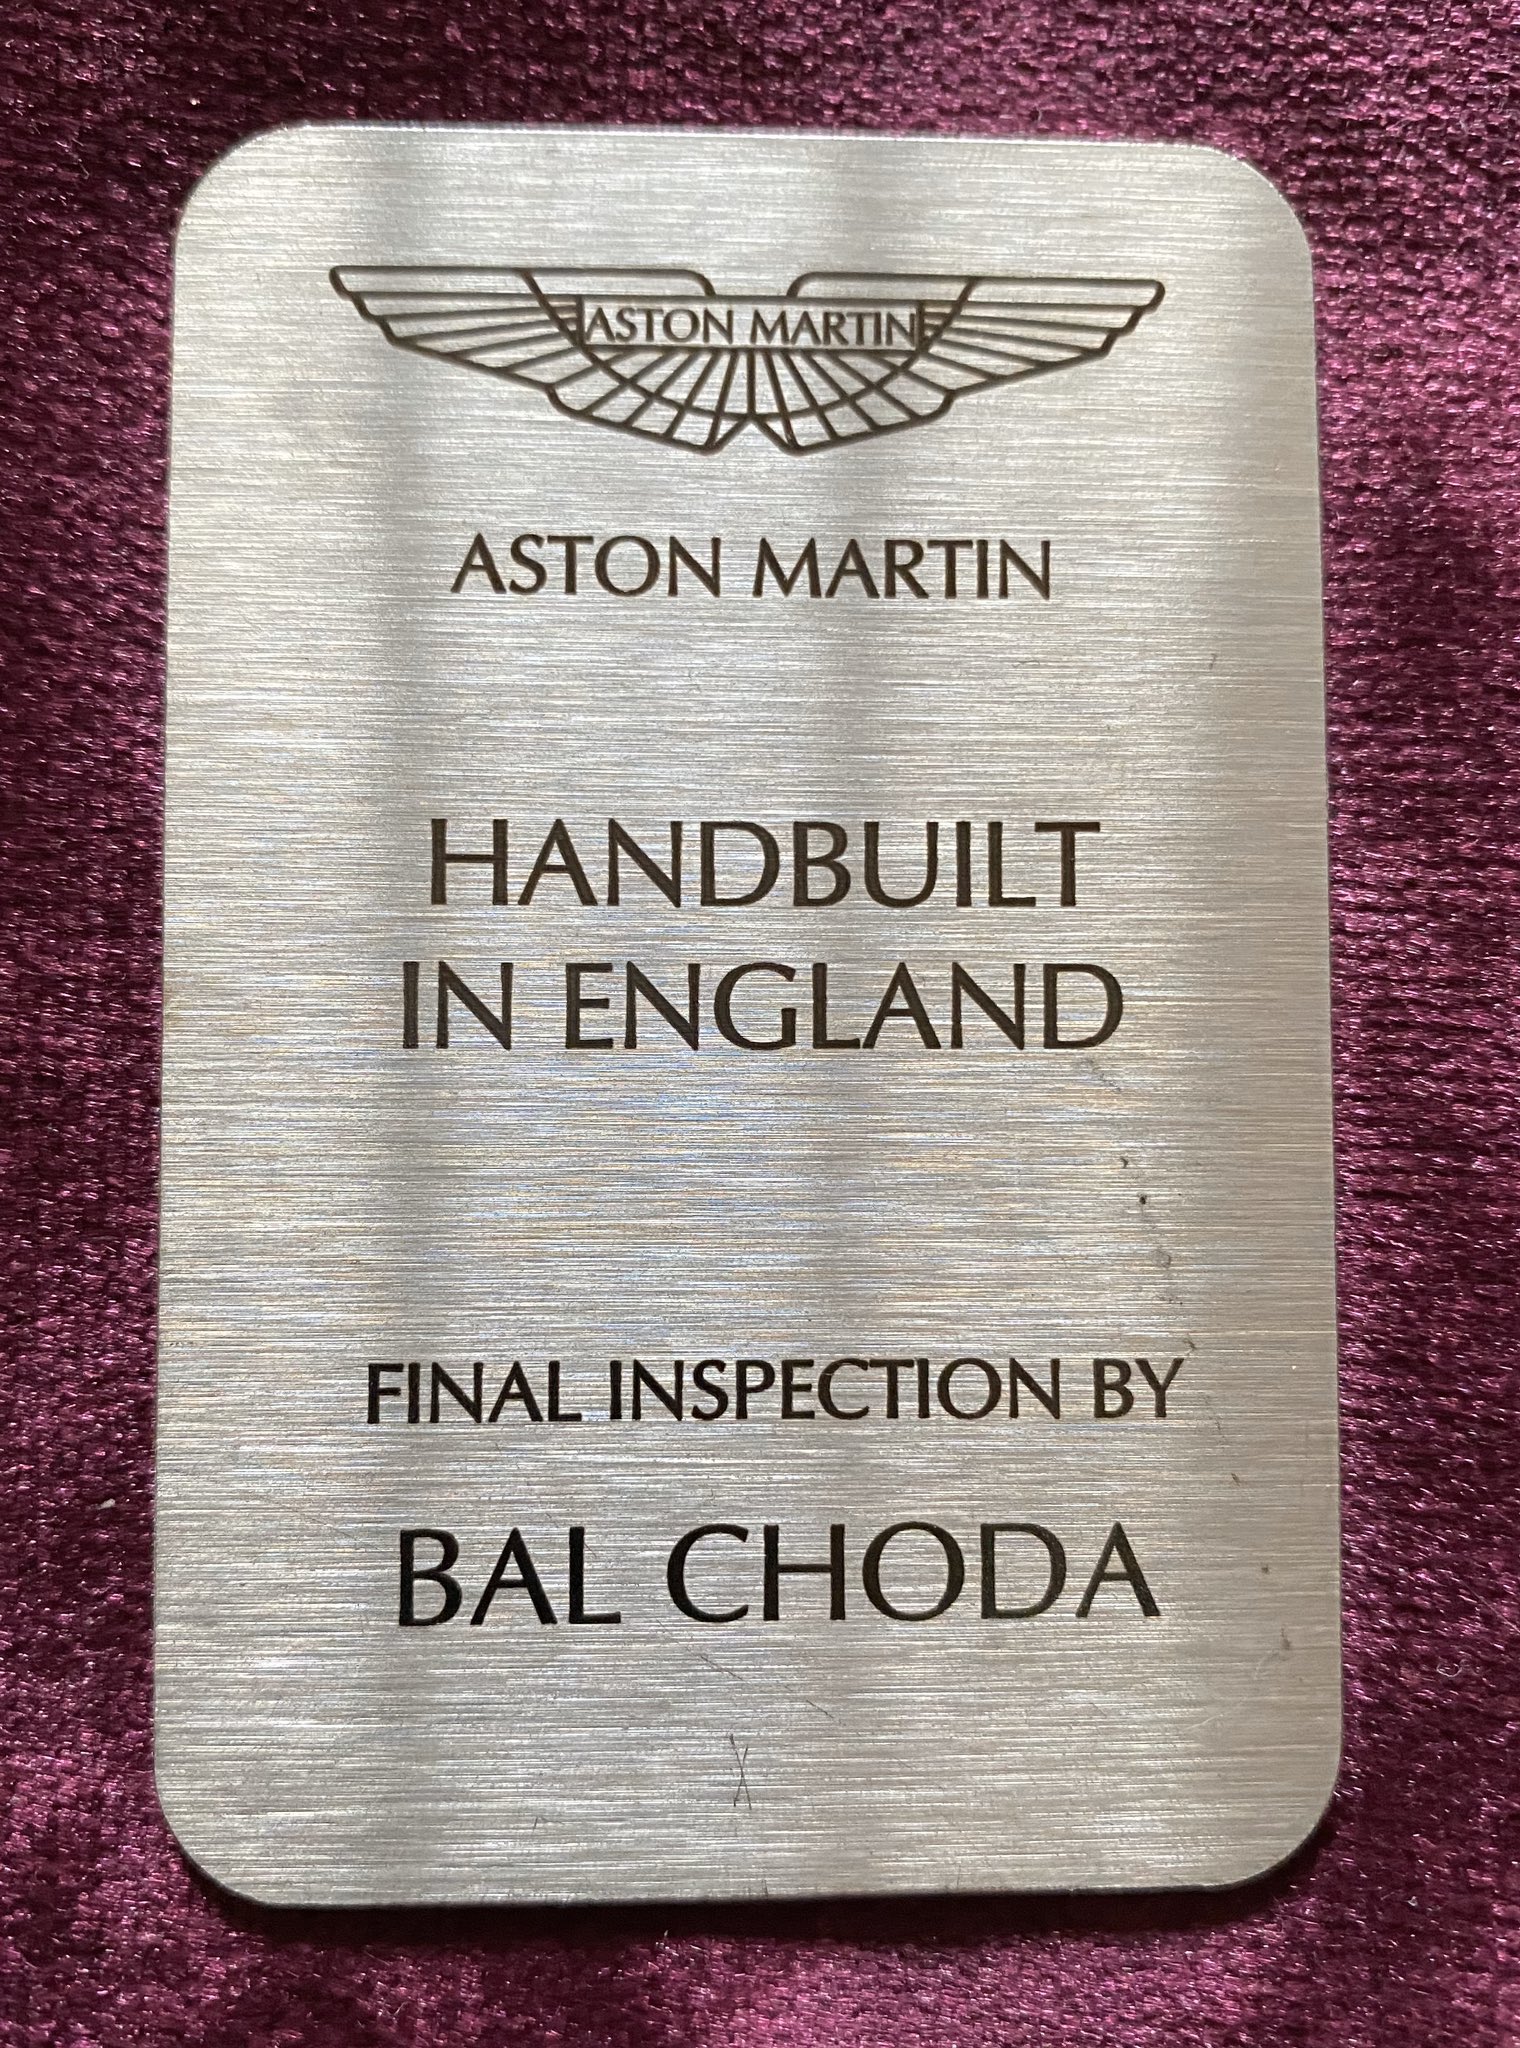 ASTON MARTIN
ASTON MARTIN
HANDBUILT
IN ENGLAND
FINAL INSPECTION BY
BAL CHODA